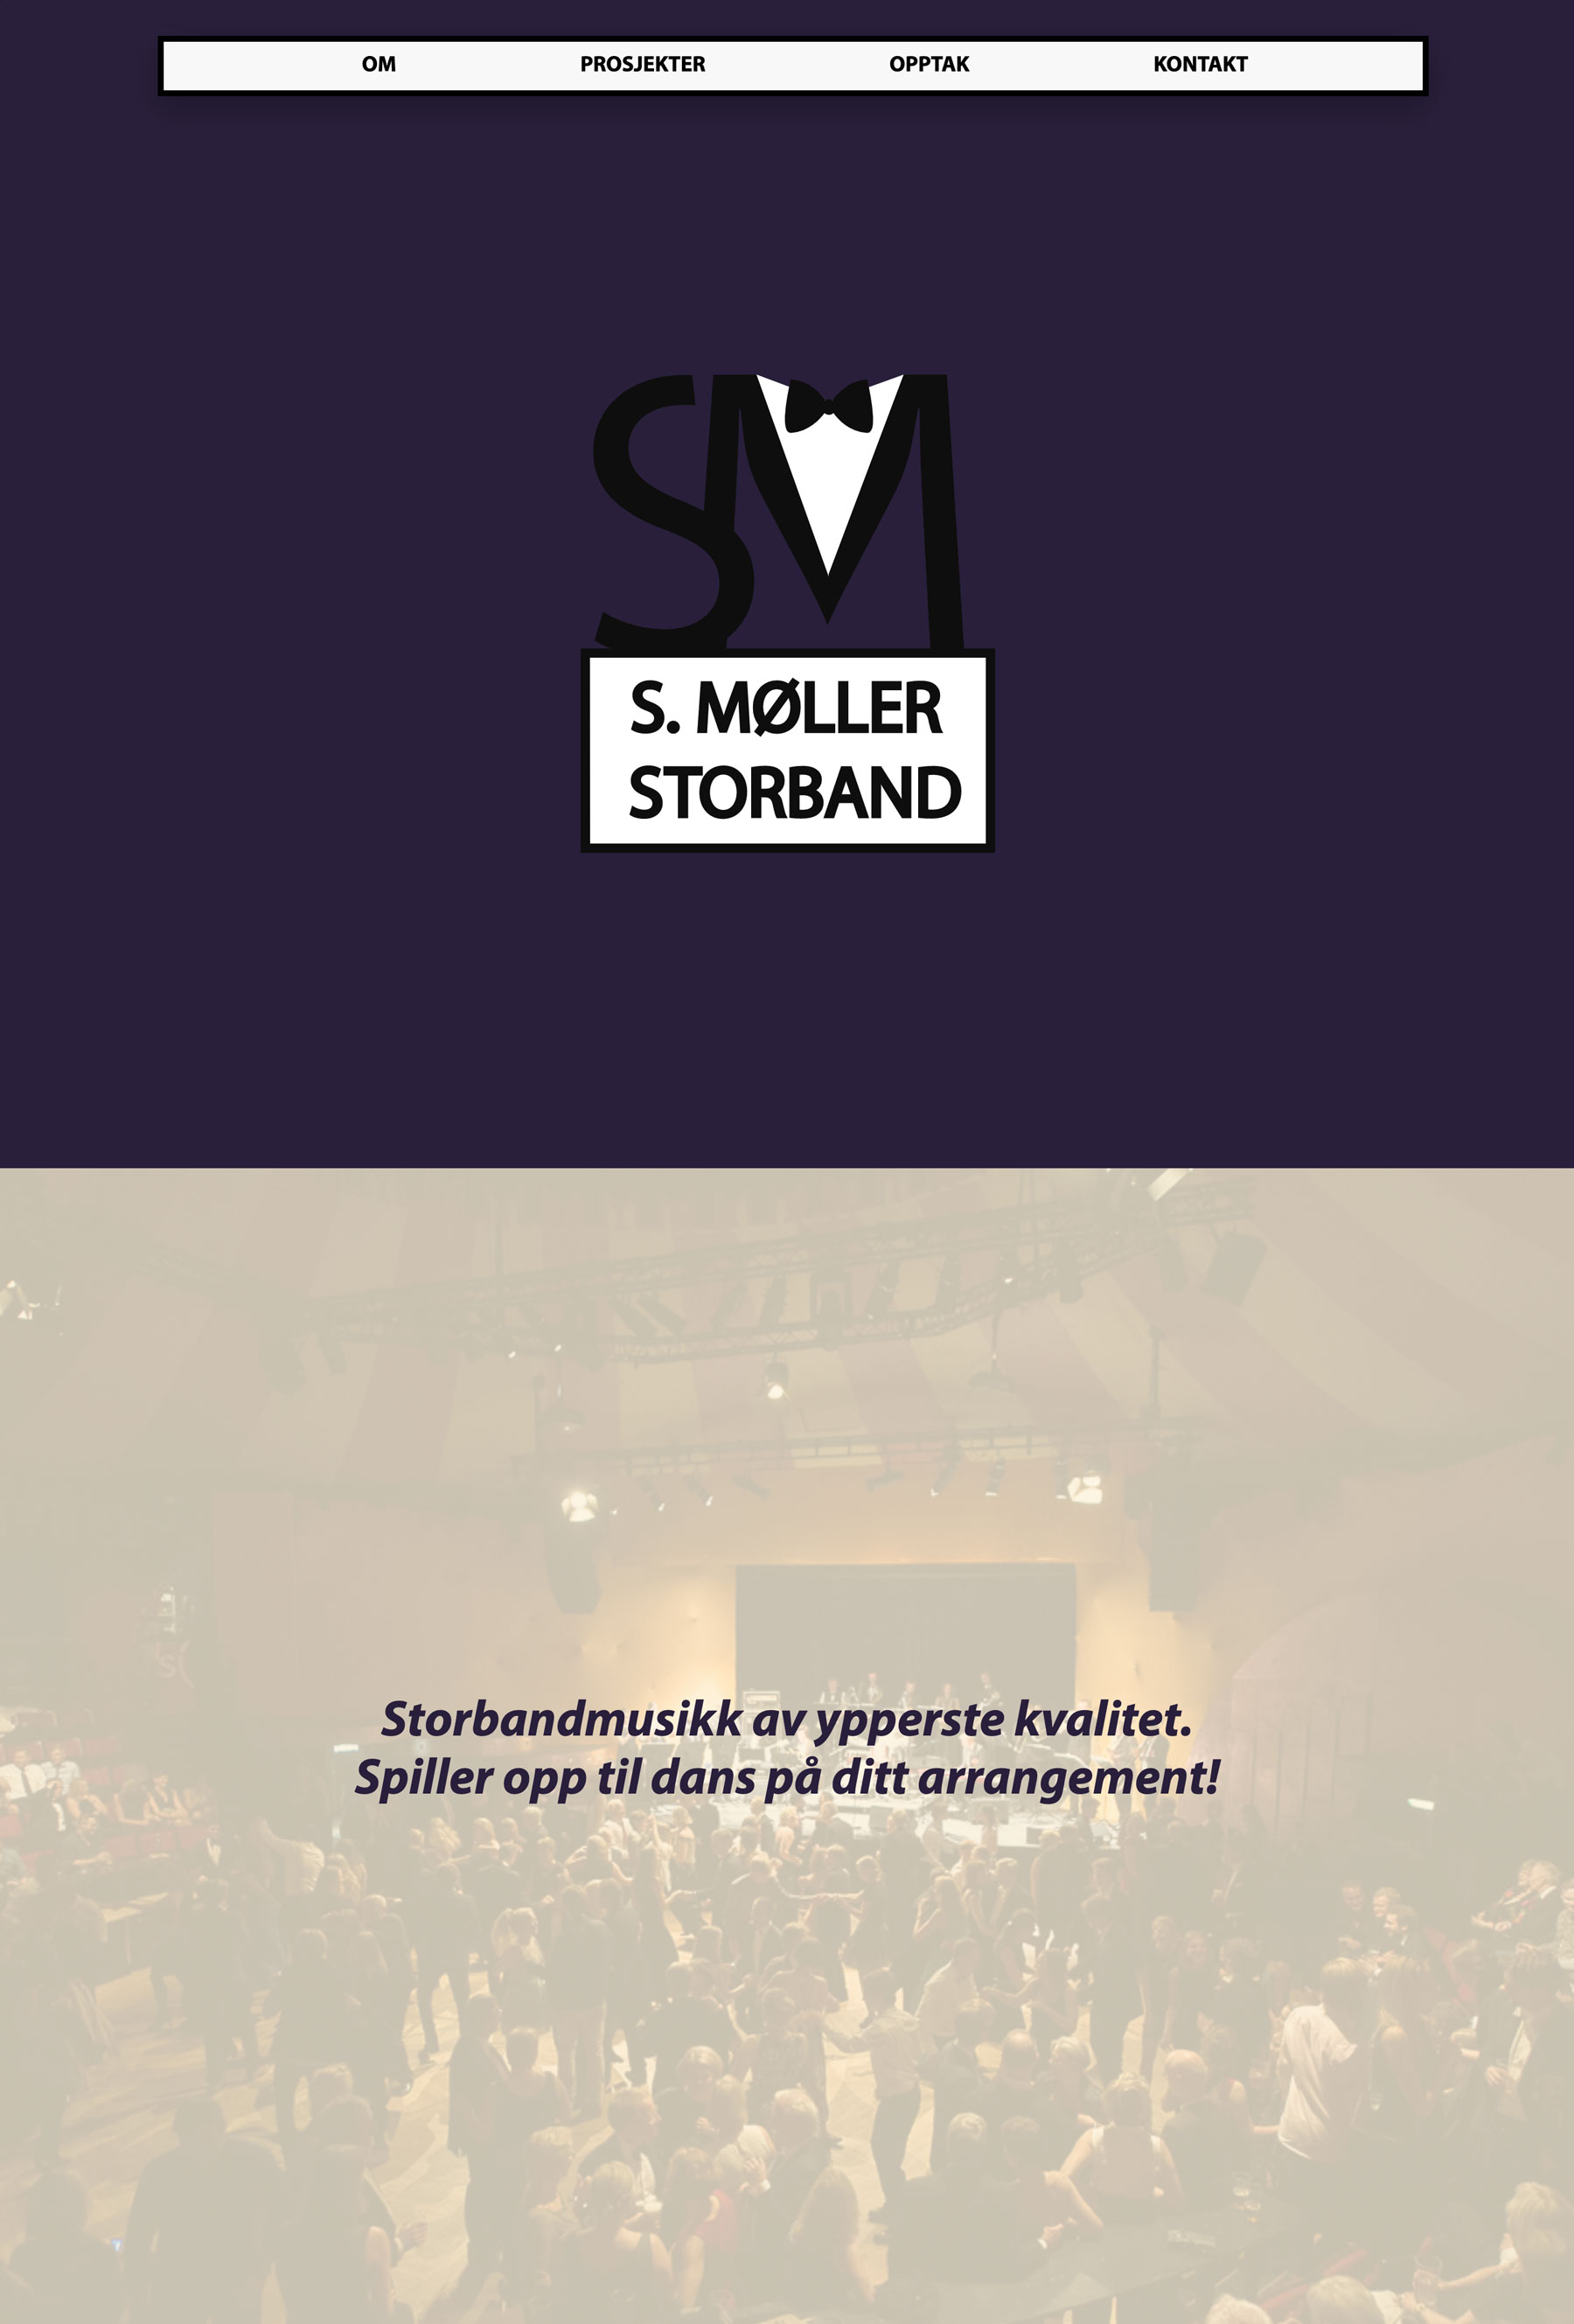 OM PROSJEKTER OPPTAK KONTAKT
SM
S. MØLLER
STORBAND
Storbandmusikk av ypperste kvalitet.
Spiller opp til dans på ditt arrangement!